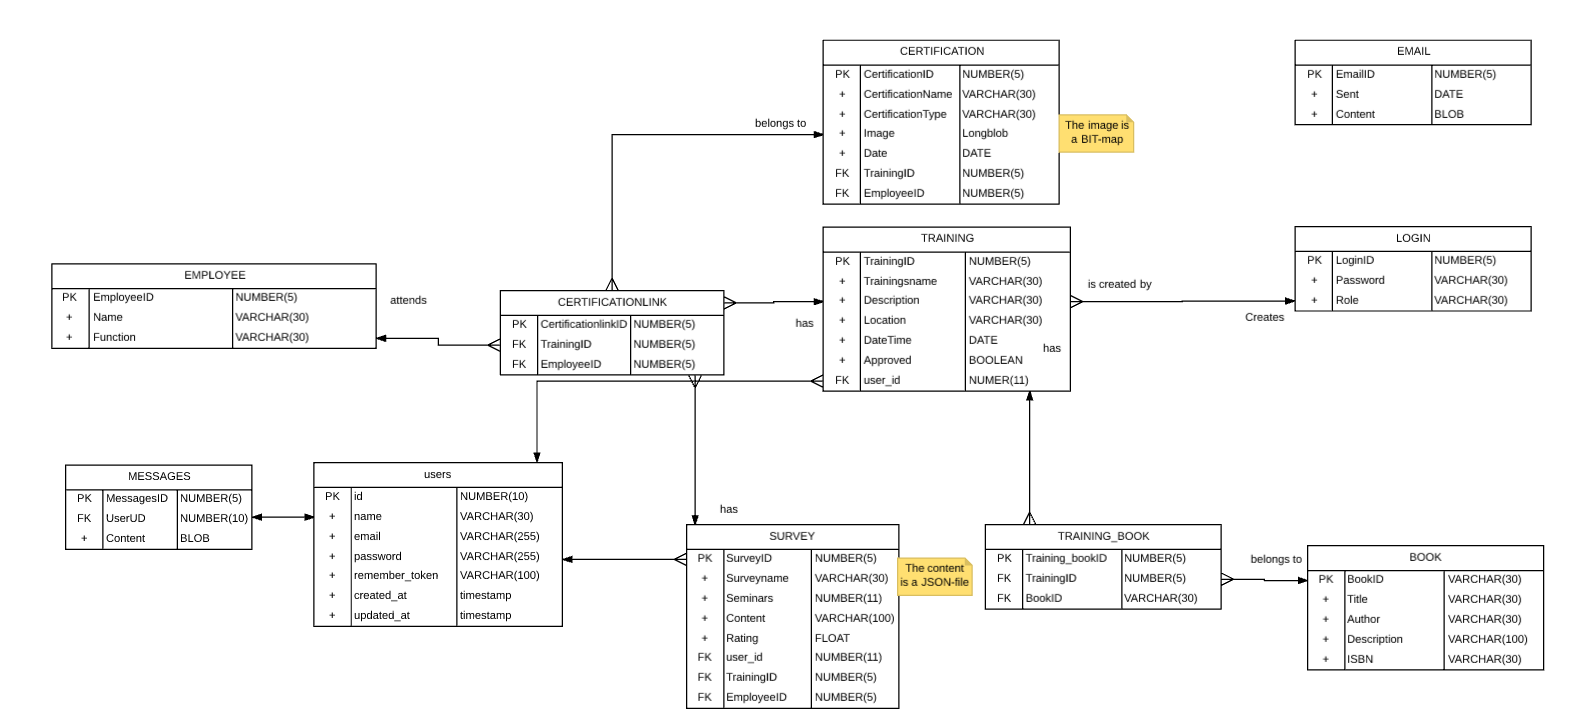 CERTIFICATION
PK CertificationID NUMBER(5)
+ CertificationName VARCHAR(30)
+ CertificationType VARCHAR(30)
+ Image Longblob
+ Date DATE
FK TrainingID NUMBER(5)
FK EmployeeID NUMBER(5)
The image is
a BIT-map
EMAIL
PK EmailID NUMBER(5)
+ Sent DATE
+ Content BLOB
belongs to
TRAINING
PK TrainingID NUMBER(5)
+ Trainingsname VARCHAR(30)
+ Description VARCHAR(30)
+ Location VARCHAR(30)
+ DateTime DATE
+ Approved BOOLEAN
FK user_id NUMER(11)
has
is created by
Creates
LOGIN
PK LoginID NUMBER(5)
+ Password VARCHAR(30)
+ Role VARCHAR(30)
EMPLOYEE
PK EmployeeID NUMBER(5)
+ Name VARCHAR(30)
+ Function VARCHAR(30)
attends
CERTIFICATIONLINK
PK CertificationlinkID NUMBER(5)
FK TrainingID NUMBER(5)
FK EmployeeID NUMBER(5)
has
MESSAGES
PK MessagesID NUMBER(5)
FK UserUD NUMBER(10)
+ Content BLOB
users
PK id NUMBER(10)
+ name VARCHAR(30)
+ email VARCHAR(255)
+ password VARCHAR(255)
+ remember_token VARCHAR(100)
+ created_at timestamp
+ updated_at timestamp
has
SURVEY
PK SurveyID NUMBER(5)
+ Surveyname VARCHAR(30)
+ Seminars NUMBER(11)
+ Content VARCHAR(100)
+ Rating FLOAT
FK user_id NUMBER(11)
FK TrainingID NUMBER(5)
FK EmployeeID NUMBER(5)
The content
is a JSON-file
TRAINING_BOOK
PK Training_bookID NUMBER(5)
FK TrainingID NUMBER(5)
FK BookID VARCHAR(30)
belongs to
BOOK
PK BookID VARCHAR(30)
+ Title VARCHAR(30)
+ Author VARCHAR(30)
+ Description VARCHAR(100)
+ ISBN VARCHAR(30)